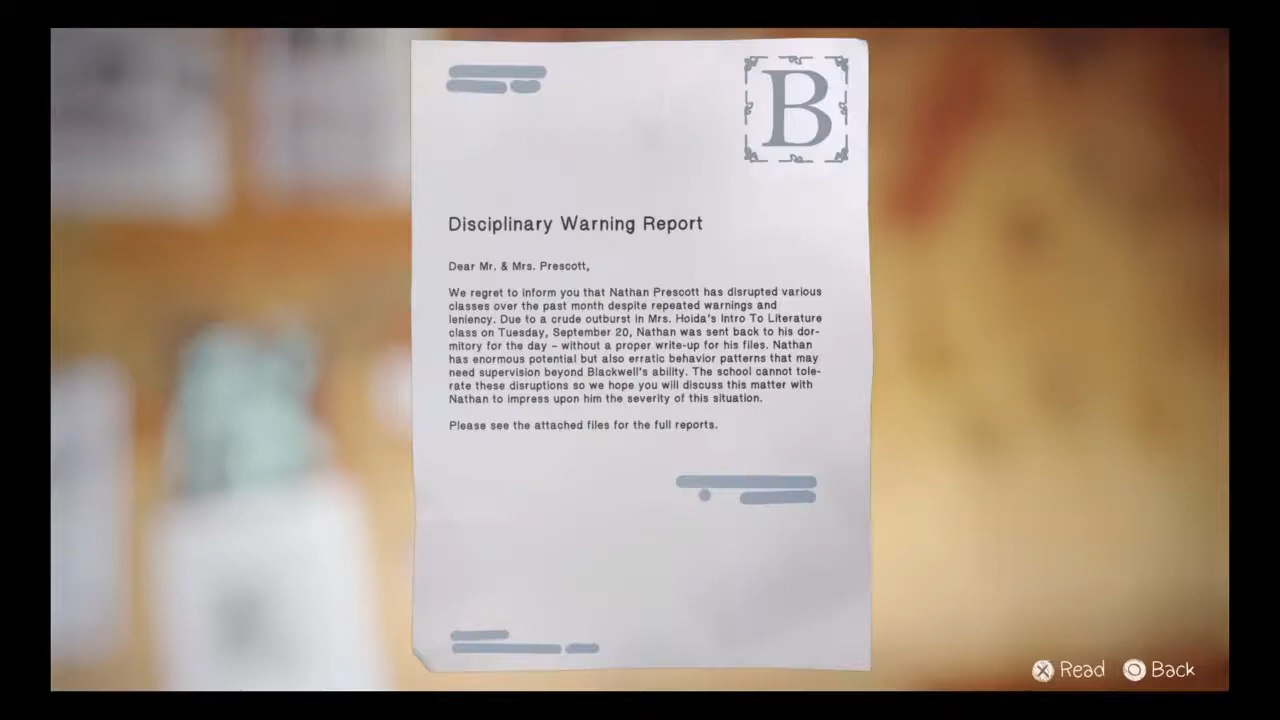 B
Disciplinary Warning Report
Dear Mr. & Mrs. Prescott,
We regret to inform you that Nathan Prescott has disrupted various
classes over the past month despite repeated warnings and
leniency. Due to a crude outburst in Mrs. Hoida's Intro To Literature
class on Tuesday, September 20, Nathan was sent back to his dor-
mitory for the day – without a proper write-up for his files. Nathan
has enormous potential but also erratic behavior patterns that may
need supervision beyond Blackwell's ability. The school cannot tole-
rate these disruptions so we hope you will discuss this matter with
Nathan to impress upon him the severity of this situation.
Please see the attached files for the full reports.
Read Back